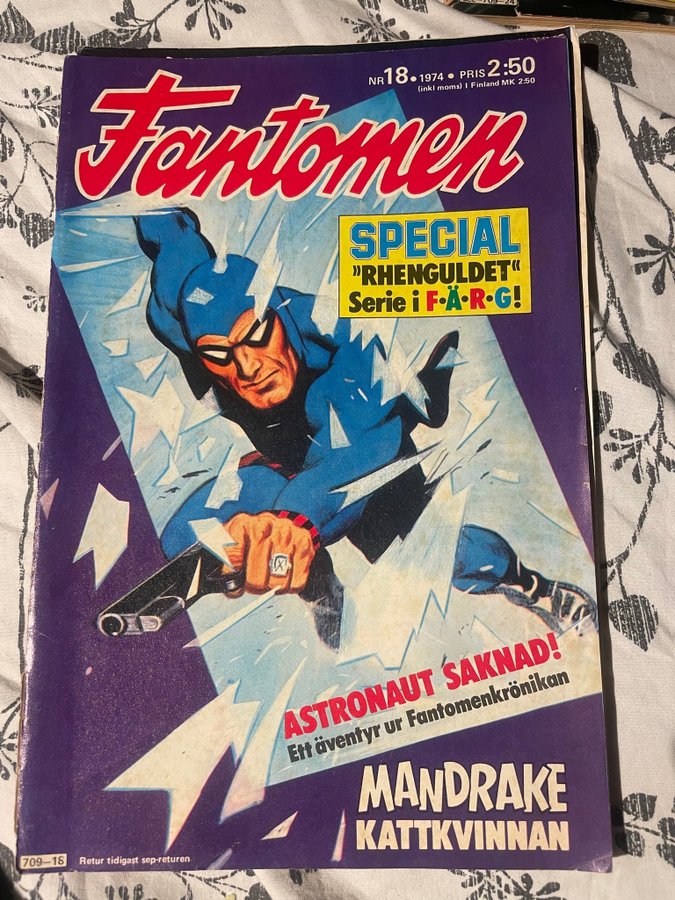 NR 18 • 1974 • PRIS 2:50
(inkl moms) I Finland MK 2:50
Fantomen
SPECIAL
”RHENGULDET“
Serie i F•Ä•R•G!
ASTRONAUT SAKNAD!
Ett äventyr ur Fantomenkrönikan
MANDRAKE
KATTKVINNAN
709-18
Retur tidigast sep-returen